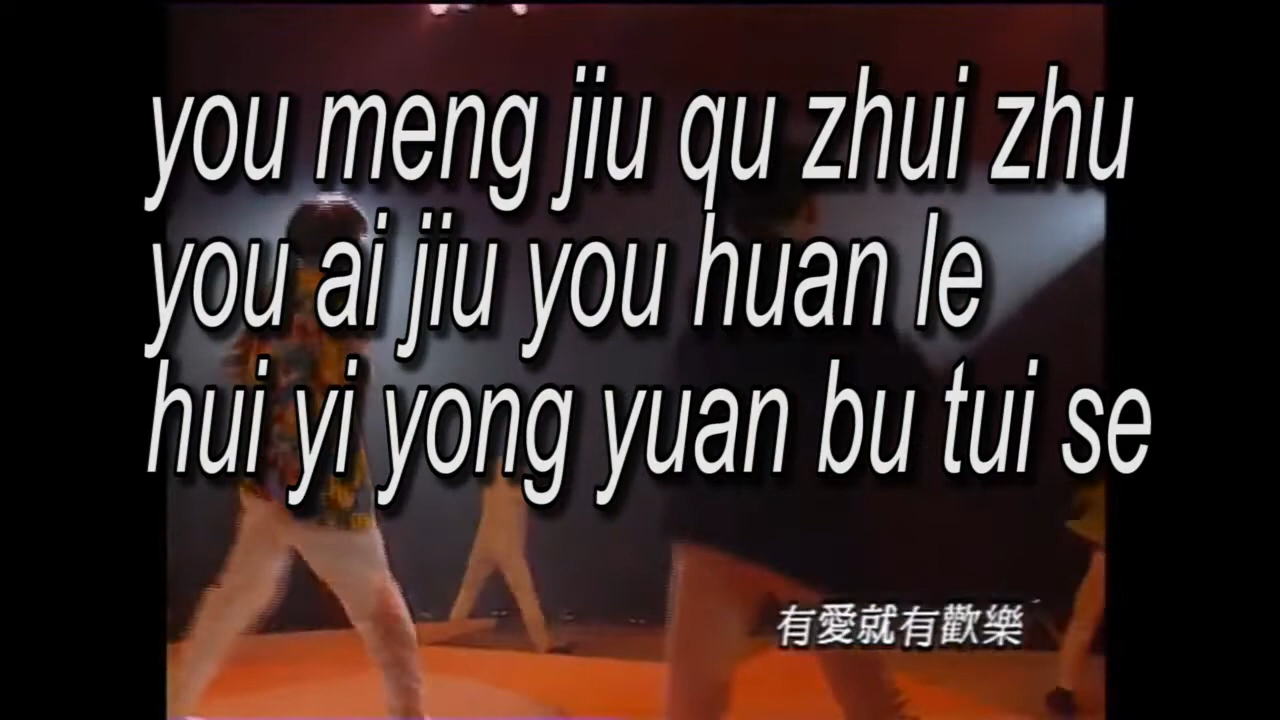 you meng jiu qu zhui zhu
you ai jiu you huan le
hui yi yong yuan bu tui se
有愛就有歡樂